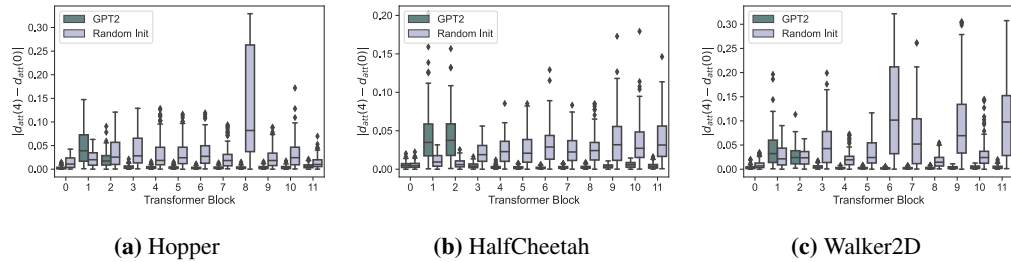 GPT2
Random Init
|d_att(4) − d_att(0)|
0.30
0.25
0.20
0.15
0.10
0.05
0.00
0 1 2 3 4 5 6 7 8 9 10 11
Transformer Block
(a) Hopper
GPT2
Random Init
|d_att(4) − d_att(0)|
0.20
0.15
0.10
0.05
0.00
0 1 2 3 4 5 6 7 8 9 10 11
Transformer Block
(b) HalfCheetah
GPT2
Random Init
|d_att(4) − d_att(0)|
0.30
0.25
0.20
0.15
0.10
0.05
0.00
0 1 2 3 4 5 6 7 8 9 10 11
Transformer Block
(c) Walker2D